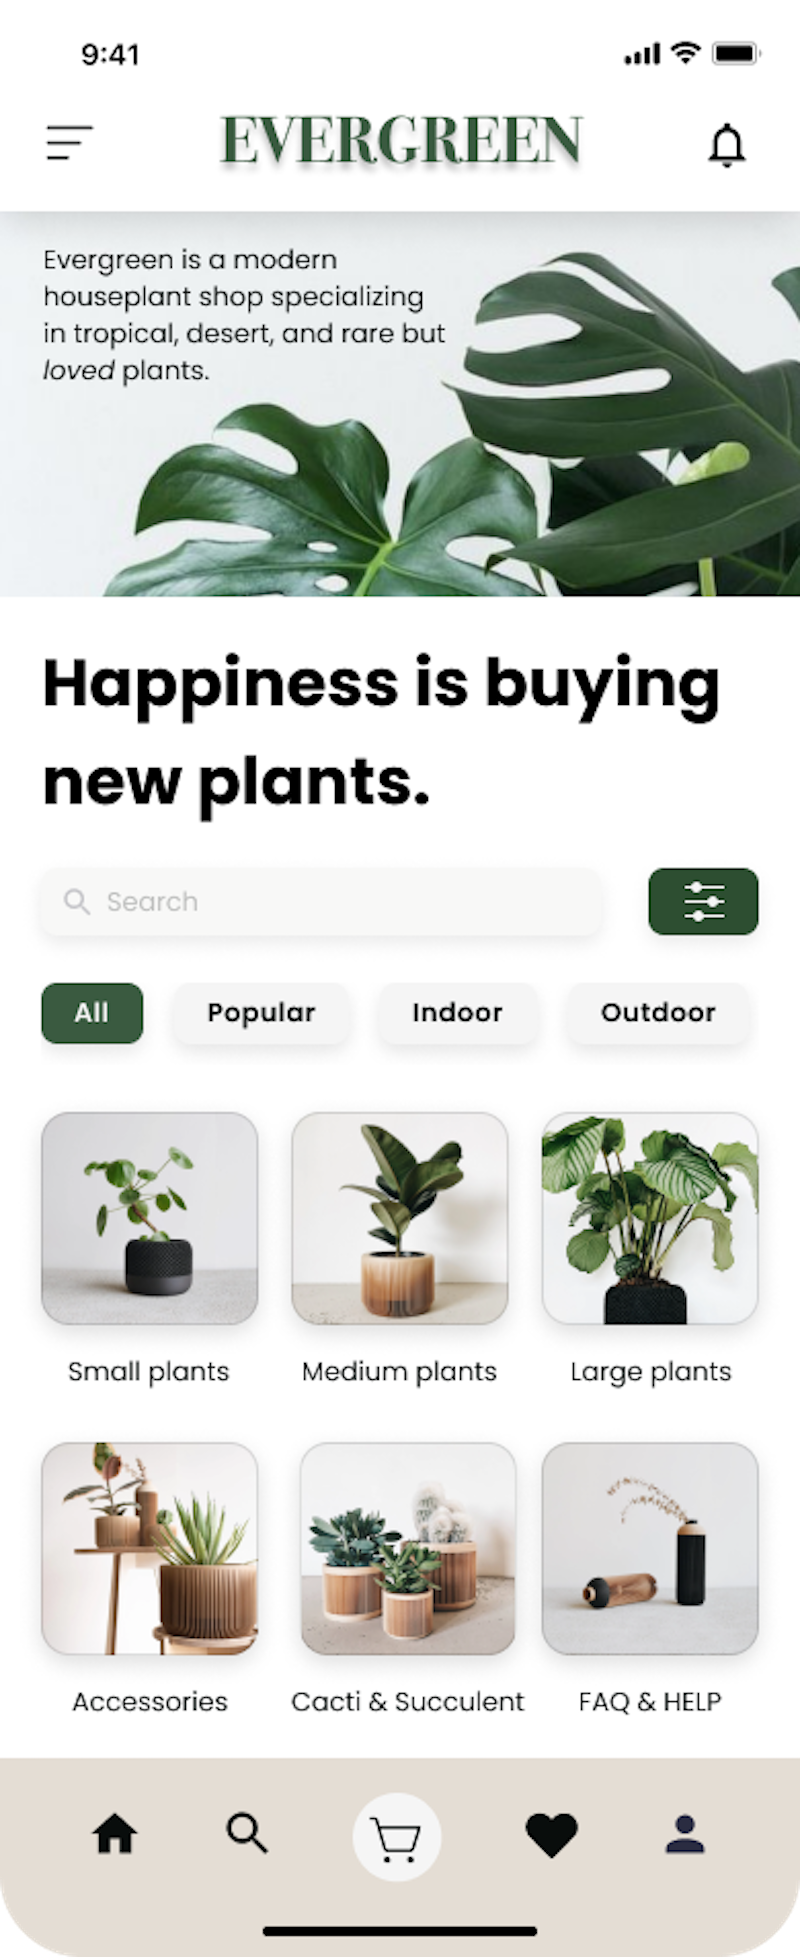 9:41
EVERGREEN
Evergreen is a modern
houseplant shop specializing
in tropical, desert, and rare but
loved plants.
Happiness is buying
new plants.
Search
All
Popular
Indoor
Outdoor
Small plants
Medium plants
Large plants
Accessories
Cacti & Succulent
FAQ & HELP